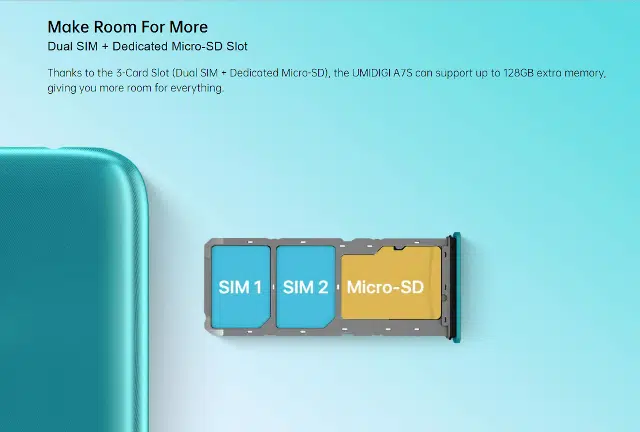 Make Room For More
Dual SIM + Dedicated Micro-SD Slot
Thanks to the 3-Card Slot (Dual SIM + Dedicated Micro-SD), the UMIDIGI A7S can support up to 128GB extra memory,
giving you more room for everything.
SIM 1 SIM 2 Micro-SD